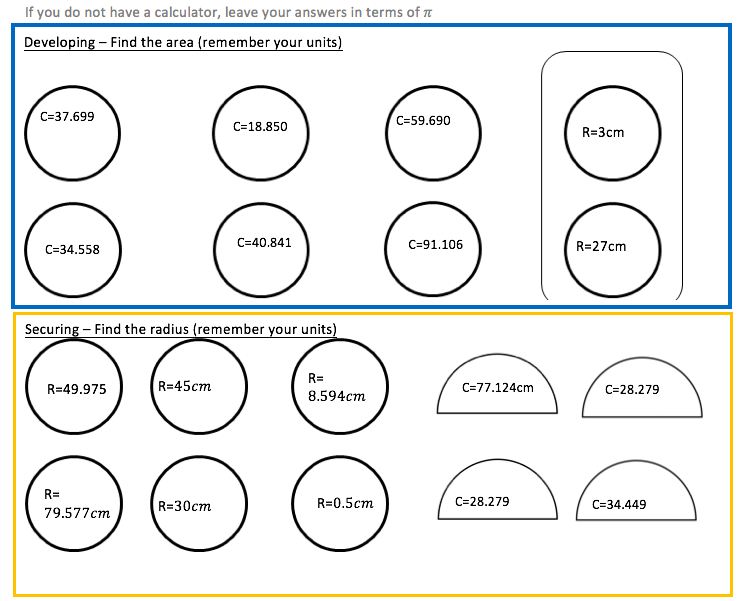 If you do not have a calculator, leave your answers in terms of π
Developing – Find the area (remember your units)
C=37.699
C=18.850
C=59.690
R=3cm
C=34.558
C=40.841
C=91.106
R=27cm
Securing – Find the radius (remember your units)
R=49.975
R=45cm
R=
8.594cm
C=77.124cm
C=28.279
R=
79.577cm
R=30cm
R=0.5cm
C=28.279
C=34.449